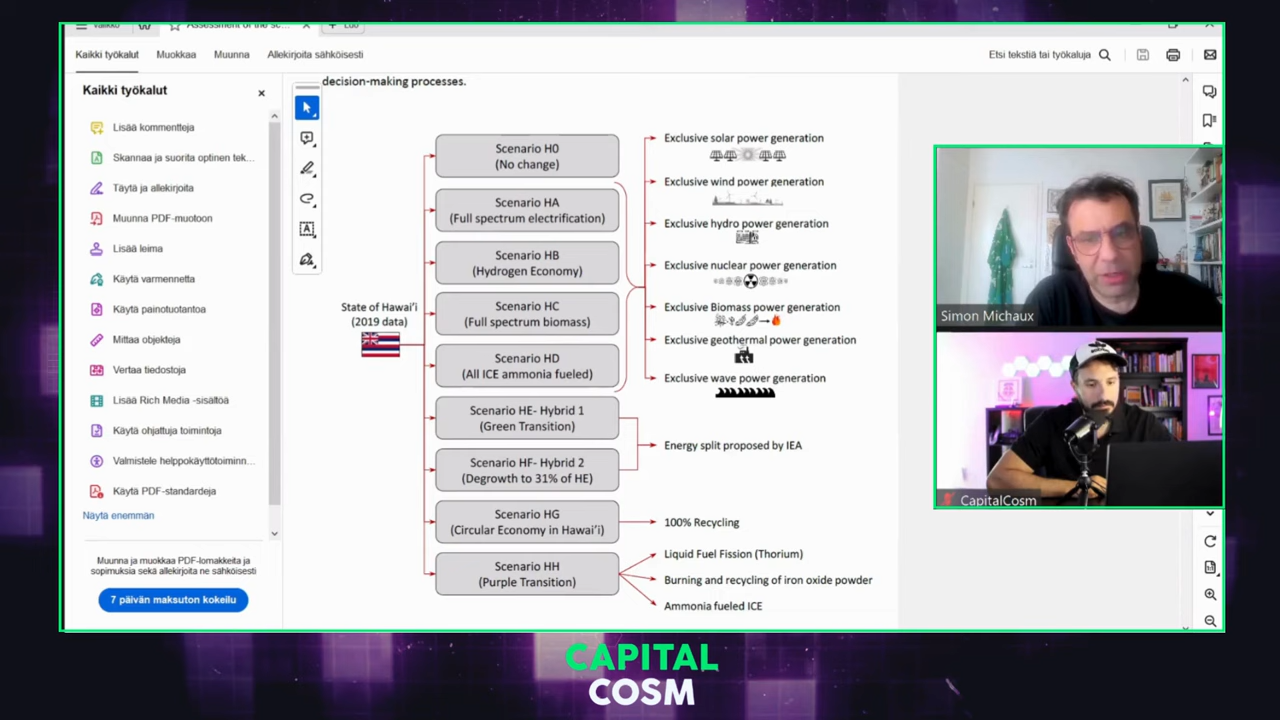 Kaikki työkalut
Muokkaa
Muunna
Allekirjoita sähköisesti
Etsi tekstiä tai työkaluja
Kaikki työkalut
Lisää kommentteja
Skannaa ja suorita optinen tek...
Täytä ja allekirjoita
Muunna PDF-muotoon
Lisää leima
Käytä varmennetta
Käytä painotuotantoa
Mittaa objekteja
Vertaa tiedostoja
Lisää Rich Media -sisältöä
Käytä ohjattuja toimintoja
Valmistele helppokäyttötoiminn...
Käytä PDF-standardeja
Näytä enemmän
Muunna ja muokkaa PDF-lomakkeita ja
sopimuksia sekä allekirjoita ne sähköisesti
7 päivän maksuton kokeilu
decision-making processes.
State of Hawai'i
(2019 data)
Scenario H0
(No change)
Scenario HA
(Full spectrum electrification)
Scenario HB
(Hydrogen Economy)
Scenario HC
(Full spectrum biomass)
Scenario HD
(All ICE ammonia fueled)
Scenario HE- Hybrid 1
(Green Transition)
Scenario HF- Hybrid 2
(Degrowth to 31% of HE)
Scenario HG
(Circular Economy in Hawai'i)
Scenario HH
(Purple Transition)
Exclusive solar power generation
Exclusive wind power generation
Exclusive hydro power generation
Exclusive nuclear power generation
Exclusive Biomass power generation
Exclusive geothermal power generation
Exclusive wave power generation
Energy split proposed by IEA
100% Recycling
Liquid Fuel Fission (Thorium)
Burning and recycling of iron oxide powder
Ammonia fueled ICE
Simon Michaux
CapitalCosm
CAPITAL
COSM